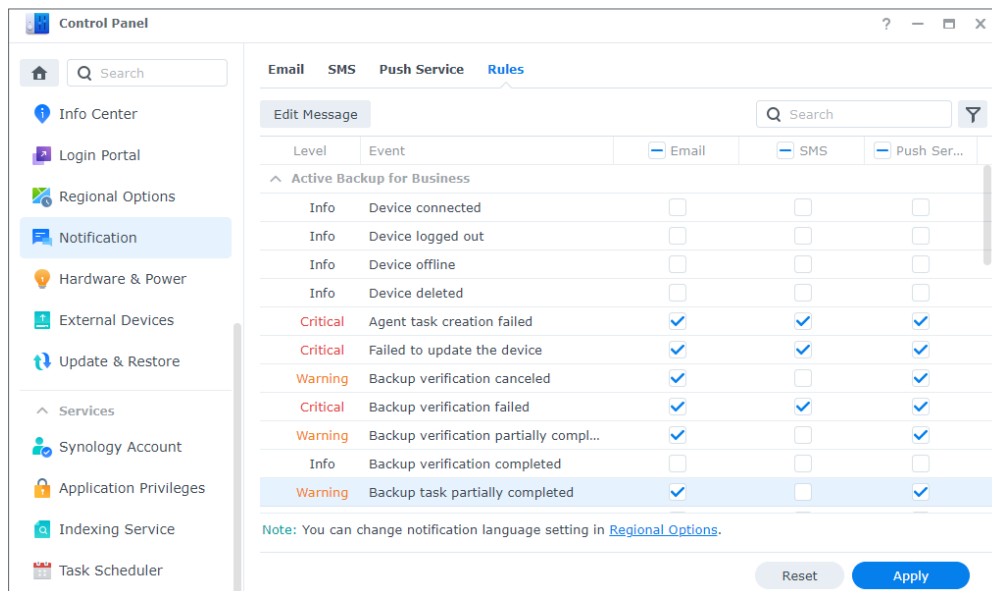 Control Panel
?
Search
Info Center
Login Portal
Regional Options
Notification
Hardware & Power
External Devices
Update & Restore
Services
Synology Account
Application Privileges
Indexing Service
Task Scheduler
Email SMS Push Service Rules
Edit Message Search
Level Event Email SMS Push Ser...
Active Backup for Business
Info Device connected
Info Device logged out
Info Device offline
Info Device deleted
Critical Agent task creation failed
Critical Failed to update the device
Warning Backup verification canceled
Critical Backup verification failed
Warning Backup verification partially compl...
Info Backup verification completed
Warning Backup task partially completed
Note: You can change notification language setting in Regional Options.
Reset Apply